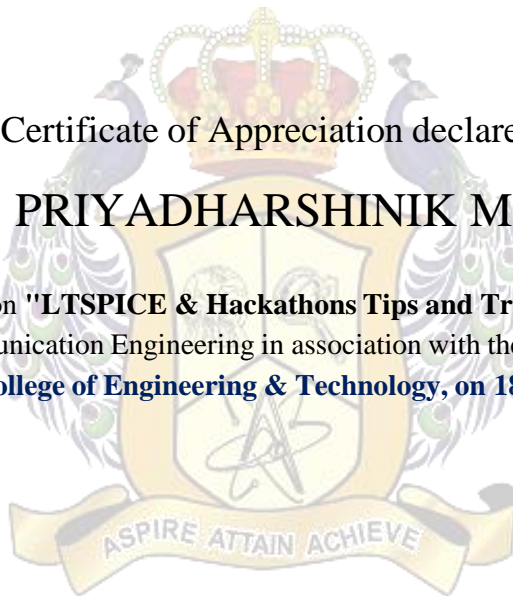 Certificate of Appreciation declare
PRIYADHARSHINIK M
on "LTSPICE & Hackathons Tips and Tr
unication Engineering in association with the
ollege of Engineering & Technology, on 18
ASPIRE ATTAIN ACHIEVE